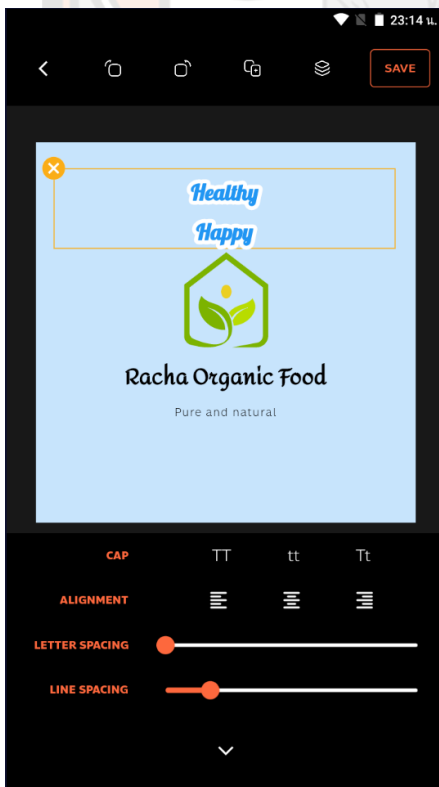 23:14 น.
SAVE
Healthy
Happy
Racha Organic Food
Pure and natural
CAP TT tt Tt
ALIGNMENT
LETTER SPACING
LINE SPACING